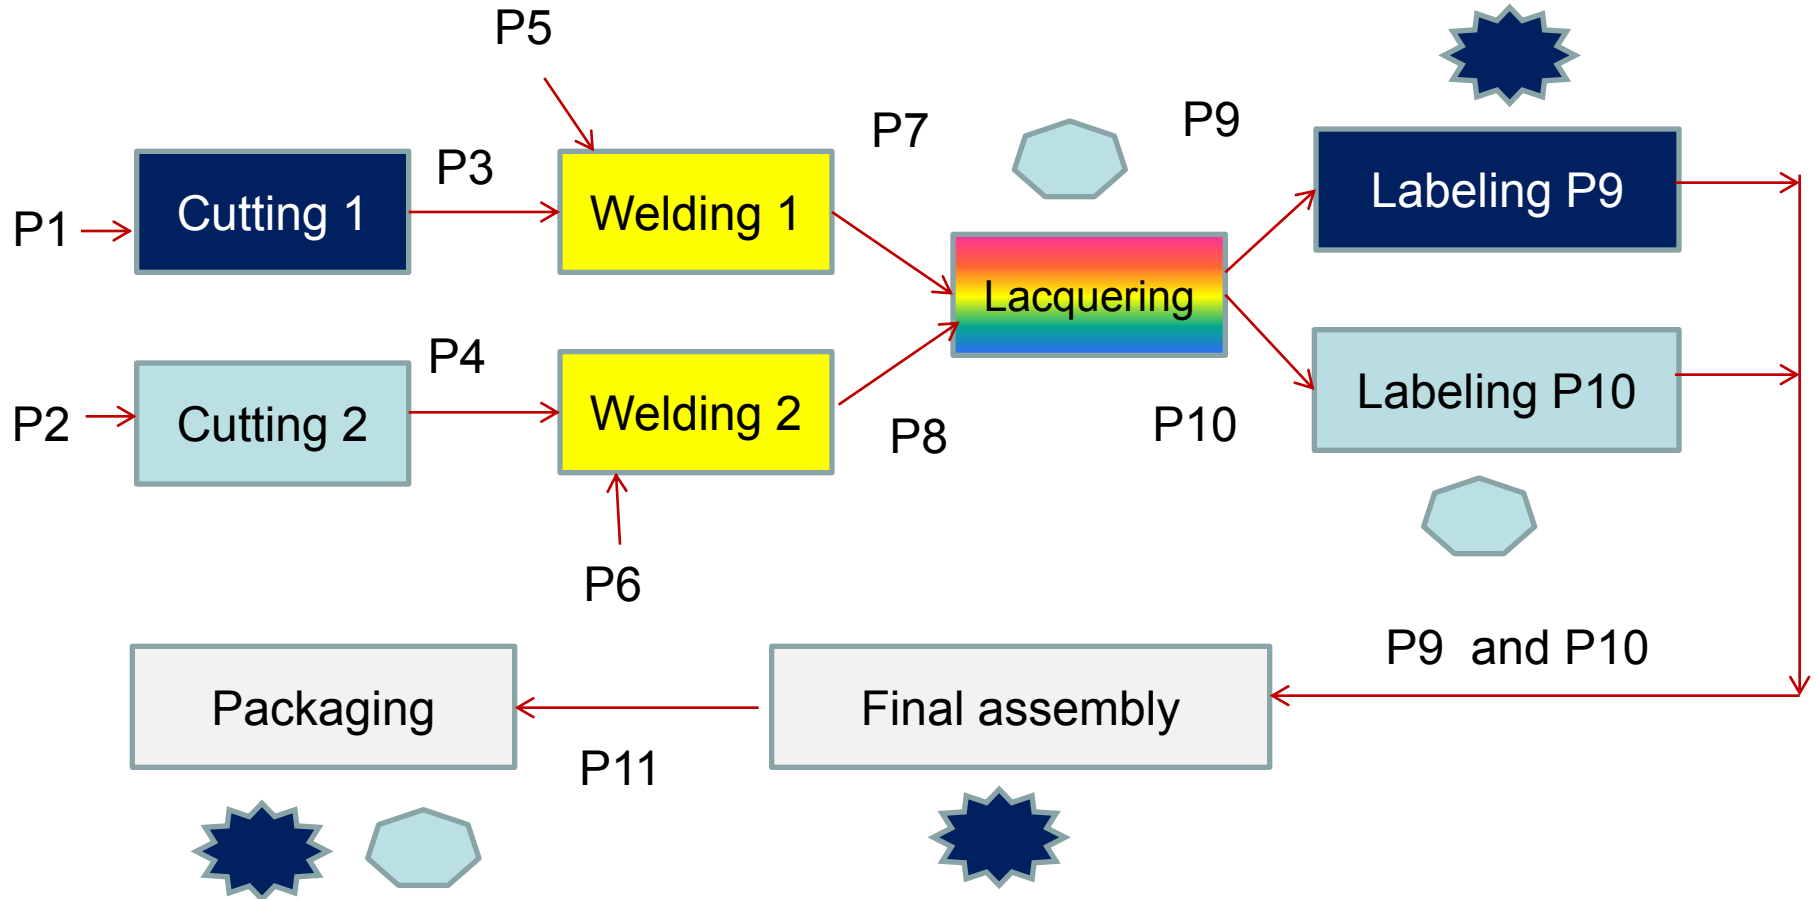 P5
P7
P9
P3
Cutting 1
Welding 1
Labeling P9
P1
Lacquering
P4
P2
Cutting 2
Welding 2
P8
P10
Labeling P10
P6
P9 and P10
Packaging
Final assembly
P11